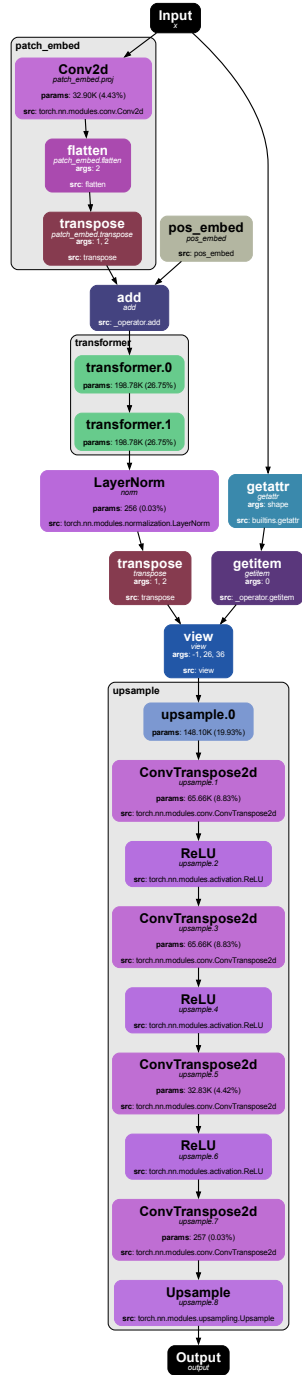 Input
x
patch_embed
Conv2d
patch_embed.proj
params: 32.90K (4.43%)
src: torch.nn.modules.conv.Conv2d
flatten
patch_embed.flatten
args: 2
src: flatten
transpose
patch_embed.transpose
args: 1, 2
src: transpose
pos_embed
pos_embed
src: pos_embed
add
add
src: _operator.add
transformer
transformer.0
params: 198.78K (26.75%)
transformer.1
params: 198.78K (26.75%)
LayerNorm
norm
params: 256 (0.03%)
src: torch.nn.modules.normalization.LayerNorm
getattr
getattr
args: shape
src: builtins.getattr
transpose
transpose
args: 1, 2
src: transpose
getitem
getitem
args: 0
src: _operator.getitem
view
view
args: -1, 26, 36
src: view
upsample
upsample.0
params: 148.10K (19.93%)
ConvTranspose2d
upsample.1
params: 65.66K (8.83%)
src: torch.nn.modules.conv.ConvTranspose2d
ReLU
upsample.2
src: torch.nn.modules.activation.ReLU
ConvTranspose2d
upsample.3
params: 65.66K (8.83%)
src: torch.nn.modules.conv.ConvTranspose2d
ReLU
upsample.4
src: torch.nn.modules.activation.ReLU
ConvTranspose2d
upsample.5
params: 32.83K (4.42%)
src: torch.nn.modules.conv.ConvTranspose2d
ReLU
upsample.6
src: torch.nn.modules.activation.ReLU
ConvTranspose2d
upsample.7
params: 257 (0.03%)
src: torch.nn.modules.conv.ConvTranspose2d
Upsample
upsample.8
src: torch.nn.modules.upsampling.Upsample
Output
output